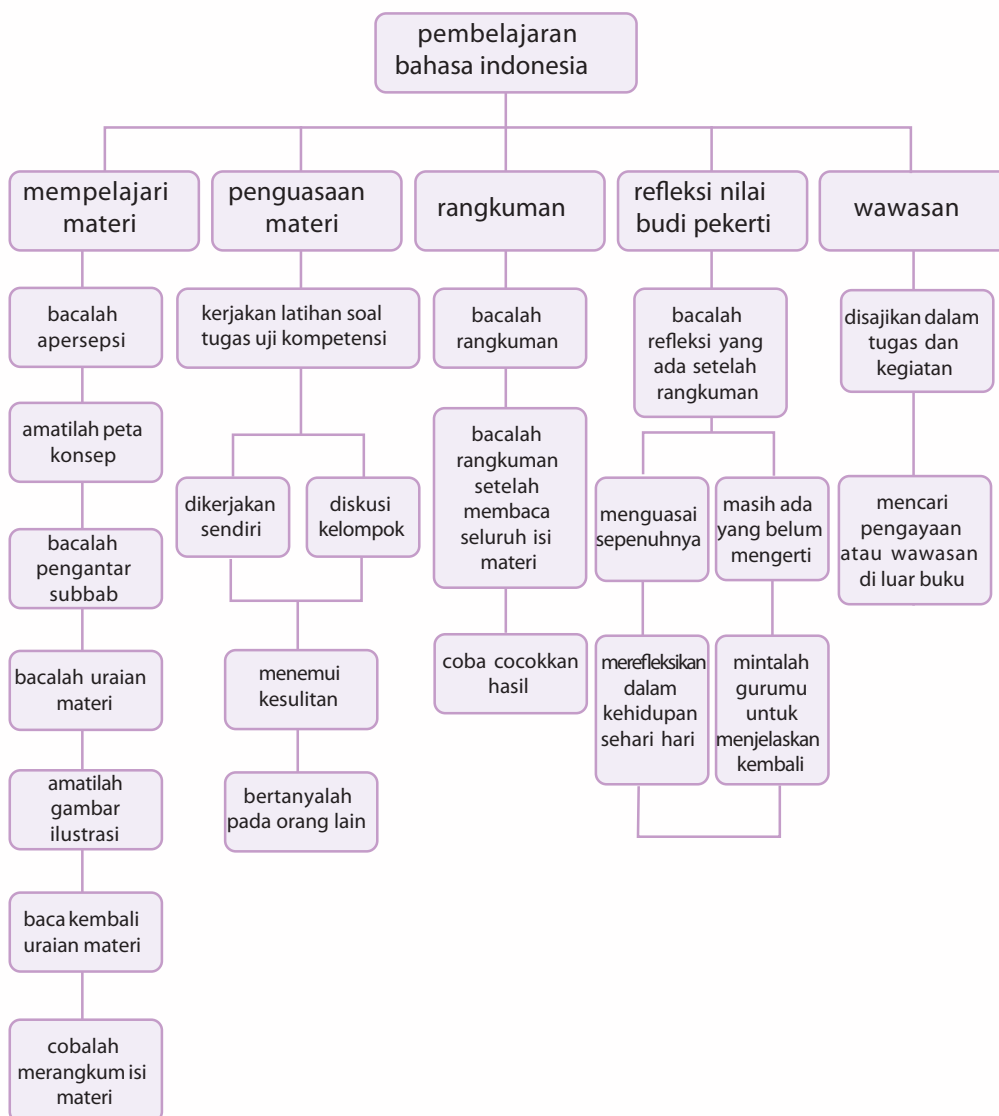 pembelajaran
bahasa indonesia
mempelajari
materi
penguasaan
materi
rangkuman
refleksi nilai
budi pekerti
wawasan
bacalah
apersepsi
amatilah peta
konsep
bacalah
pengantar
subbab
bacalah uraian
materi
amatilah
gambar
ilustrasi
baca kembali
uraian materi
cobalah
merangkum isi
materi
kerjakan latihan soal
tugas uji kompetensi
dikerjakan
sendiri
diskusi
kelompok
menemui
kesulitan
bertanyalah
pada orang lain
bacalah
rangkuman
bacalah
rangkuman
setelah
membaca
seluruh isi
materi
coba cocokkan
hasil
bacalah
refleksi yang
ada setelah
rangkuman
menguasai
sepenuhnya
merefleksikan
dalam
kehidupan
sehari hari
masih ada
yang belum
mengerti
mintalah
gurumu
untuk
menjelaskan
kembali
disajikan dalam
tugas dan
kegiatan
mencari
pengayaan
atau wawasan
di luar buku